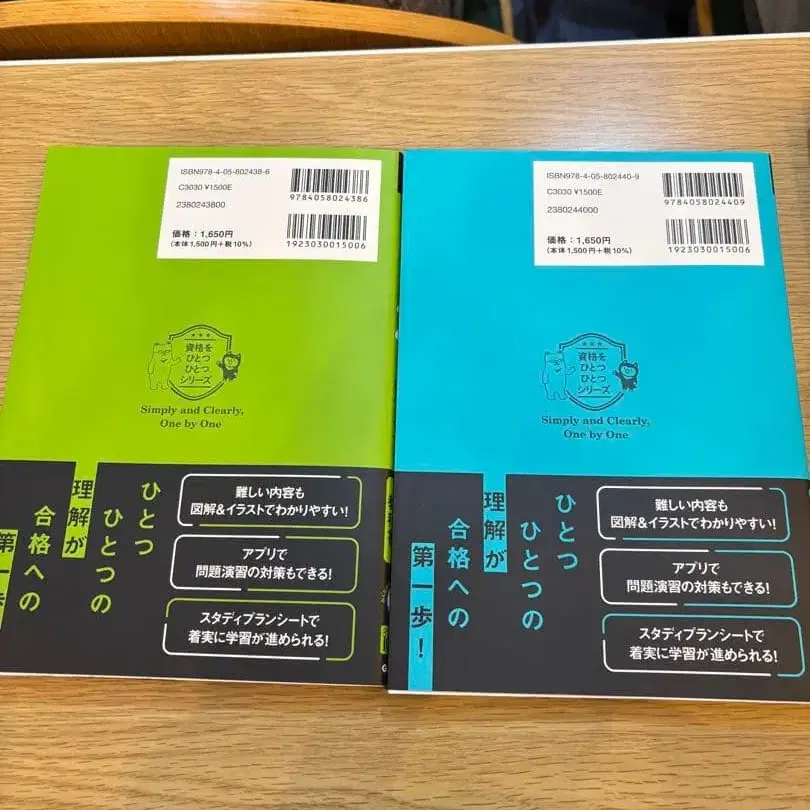 ISBN978-4-05-802438-6
C3030 ¥1500E
2380243800
価格：1,650円
(本体1,500円+税10%)
9784058024386
1923030015006
資格を
ひとつ
ひとつ
シリーズ
Simply and Clearly,
One by One
ひとつ
ひとつの
理解が
合格への
第一歩
難しい内容も
図解&イラストでわかりやすい!
アプリで
問題演習の対策もできる!
スタディプランシートで
着実に学習が進められる!
ISBN978-4-05-802440-9
C3030 ¥1500E
2380244000
価格：1,650円
(本体1,500円+税10%)
9784058024409
1923030015006
資格を
ひとつ
ひとつ
シリーズ
Simply and Clearly,
One by One
ひとつ
ひとつの
理解が
合格への
第一歩!
難しい内容も
図解&イラストでわかりやすい!
アプリで
問題演習の対策もできる!
スタディプランシートで
着実に学習が進められる!